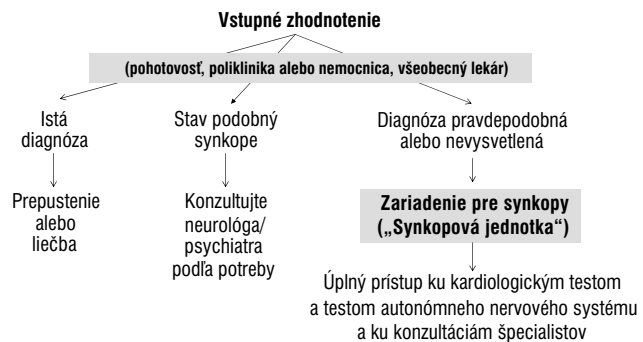 Vstupné zhodnotenie
(pohotovosť, poliklinika alebo nemocnica, všeobecný lekár)
Istá
diagnóza
Stav podobný
synkope
Diagnóza pravdepodobná
alebo nevysvetlená
Prepustenie
alebo
liečba
Konzultujte
neurológa/
psychiatra
podľa potreby
Zariadenie pre synkopy
(„Synkopová jednotka“)
Úplný prístup ku kardiologickým testom
a testom autonómneho nervového systému
a ku konzultáciám špecialistov